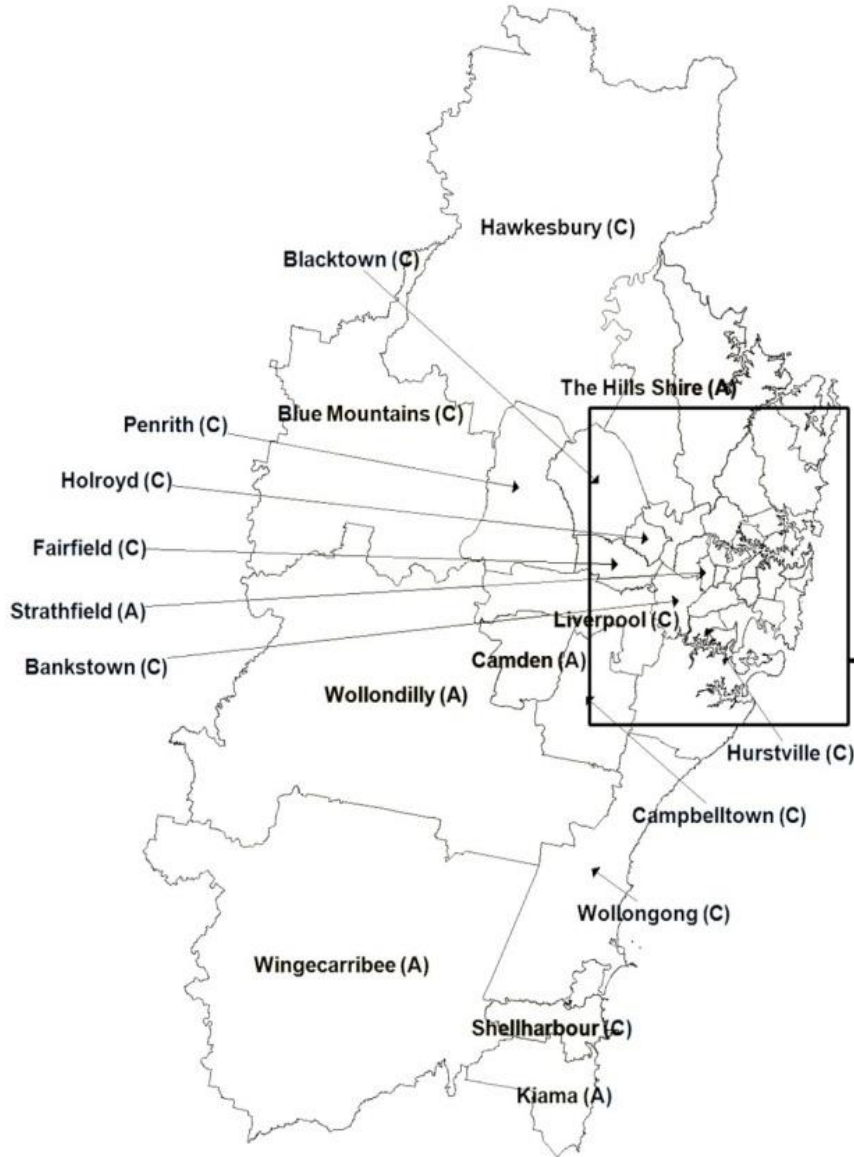 Hawkesbury (C)
Blacktown (C)
The Hills Shire (A)
Blue Mountains (C)
Penrith (C)
Holroyd (C)
Fairfield (C)
Strathfield (A)
Liverpool (C)
Camden (A)
Bankstown (C)
Wollondilly (A)
Hurstville (C)
Campbelltown (C)
Wollongong (C)
Wingecarribee (A)
Shellharbour (C)
Kiama (A)